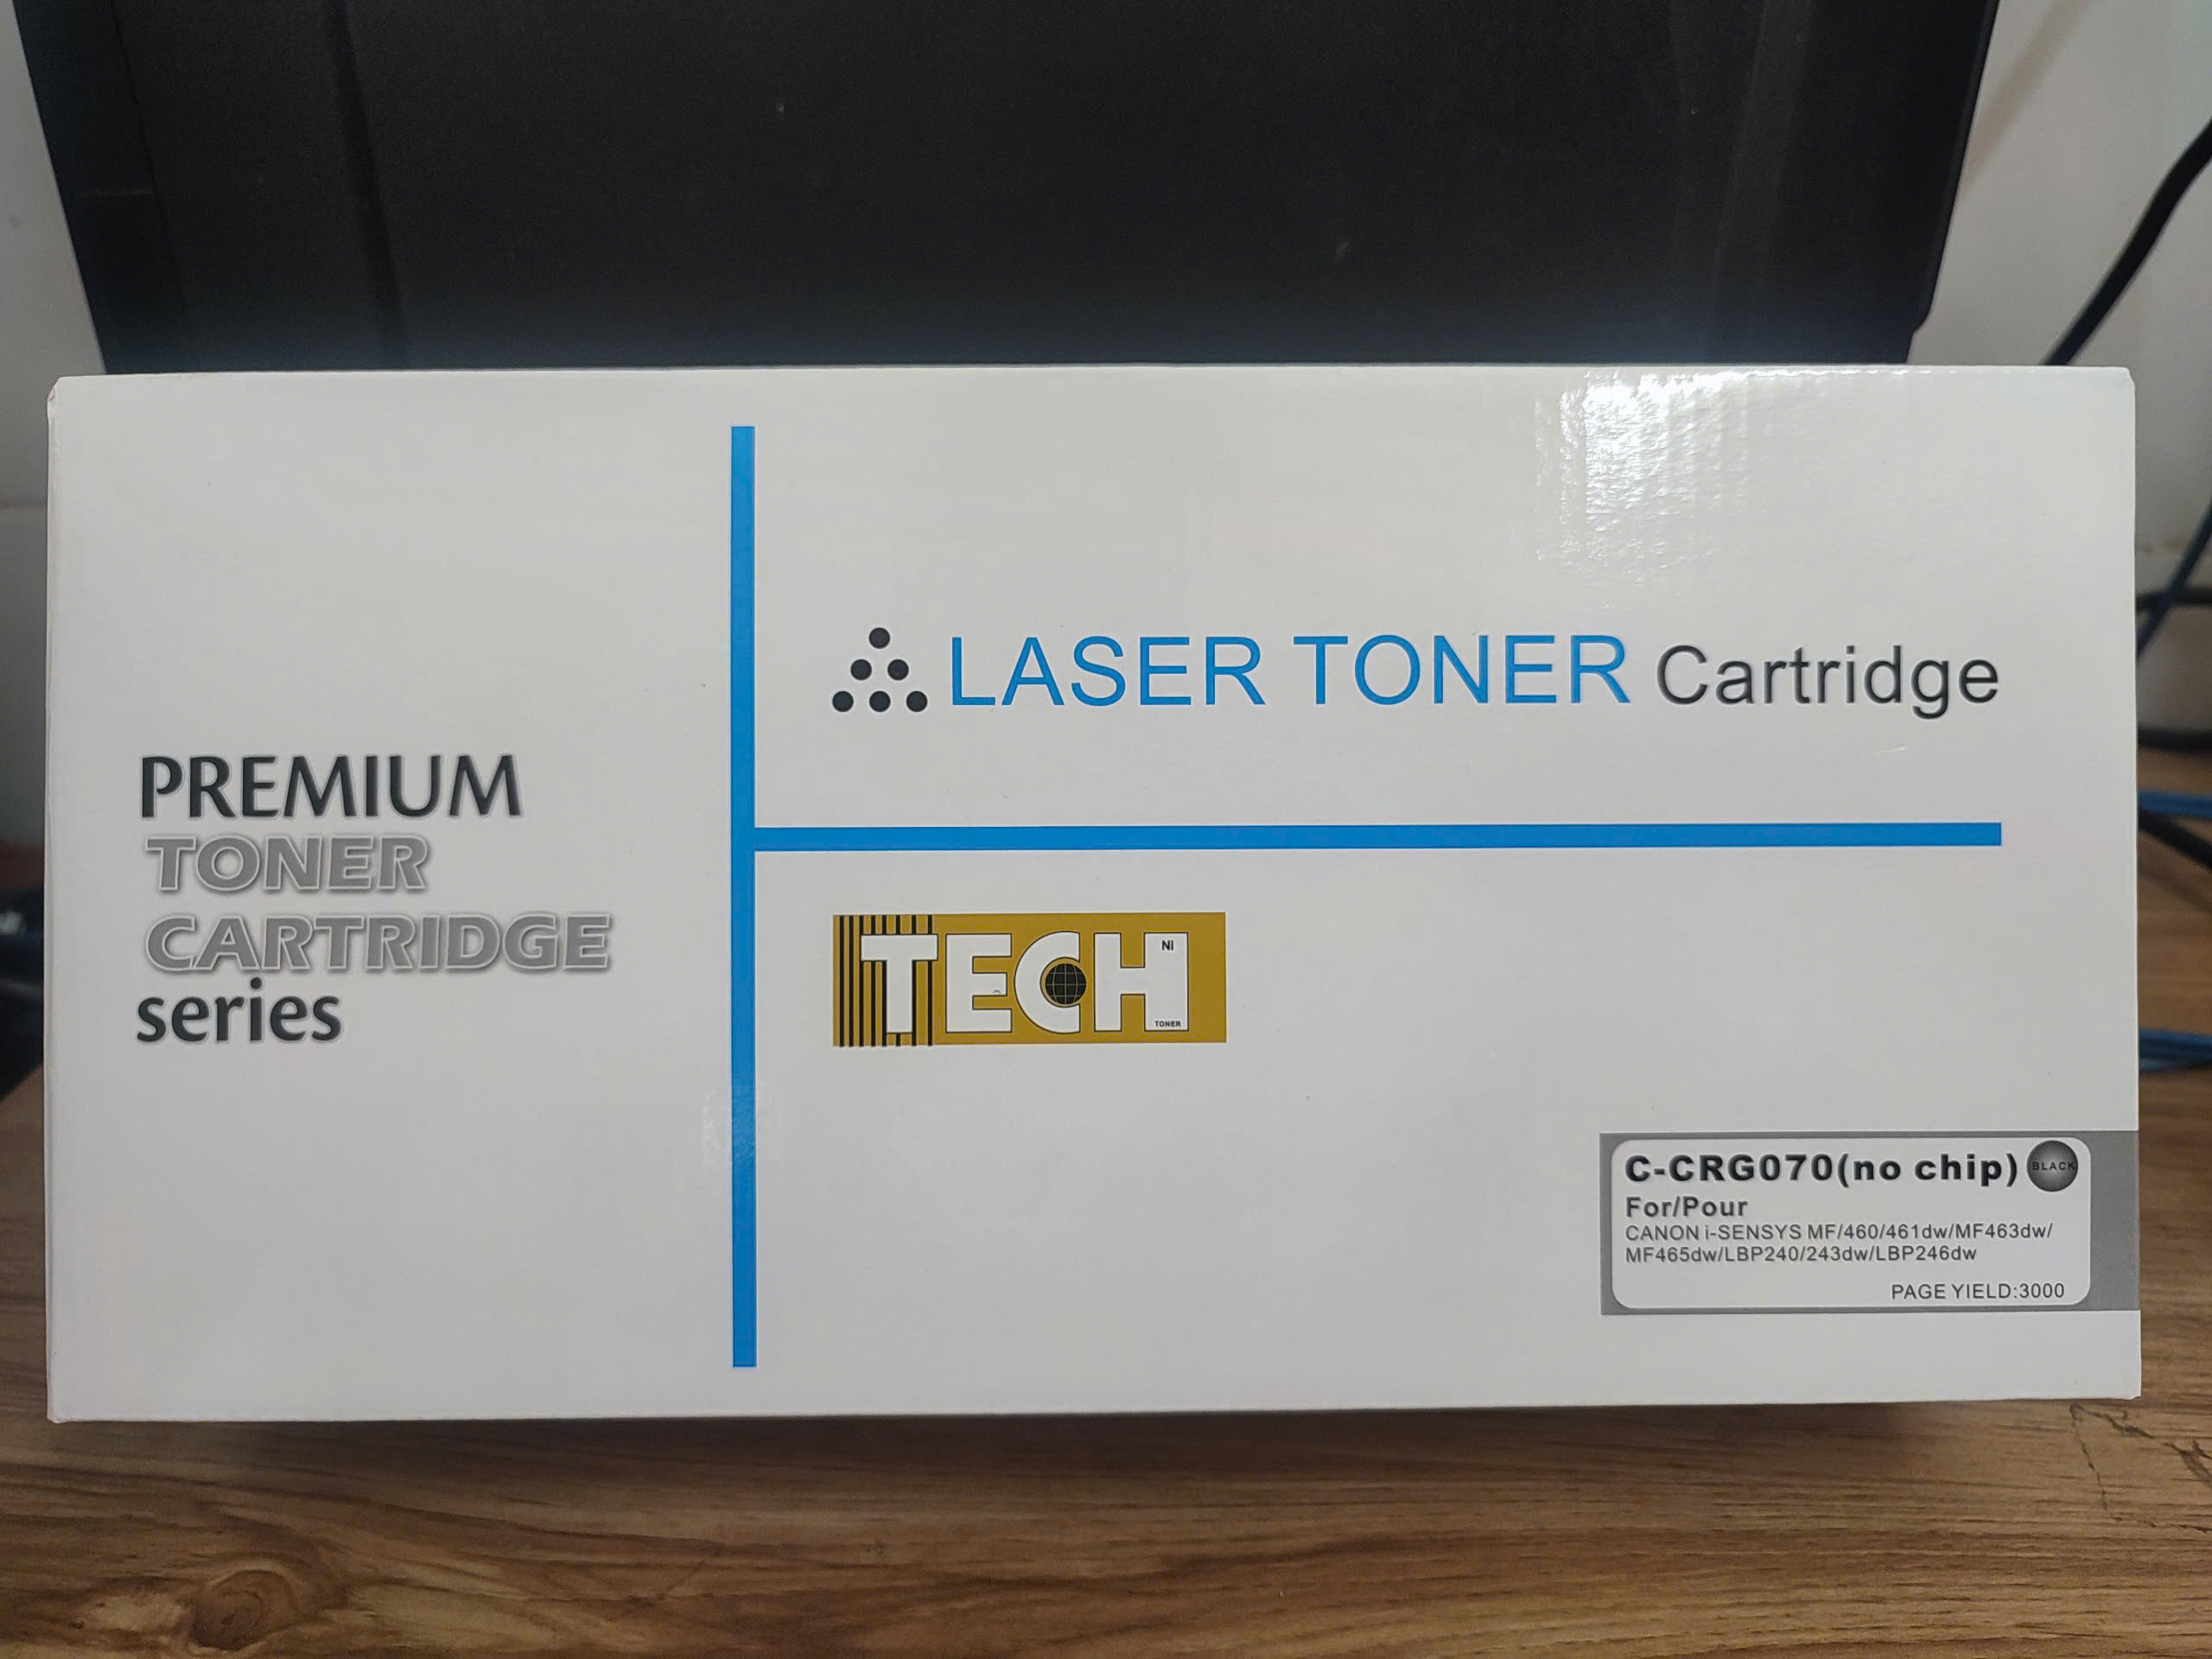 PREMIUM
TONER
CARTRIDGE
series
LASER TONER Cartridge
TECH
NI
TONER
C-CRG070(no chip)
BLACK
For/Pour
CANON i-SENSYS MF/460/461dw/MF463dw/
MF465dw/LBP240/243dw/LBP246dw
PAGE YIELD:3000